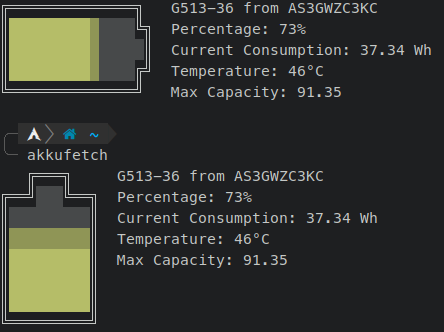 G513-36 from AS3GWZC3KC
Percentage: 73%
Current Consumption: 37.34 Wh
Temperature: 46°C
Max Capacity: 91.35
~
akkufetch
G513-36 from AS3GWZC3KC
Percentage: 73%
Current Consumption: 37.34 Wh
Temperature: 46°C
Max Capacity: 91.35